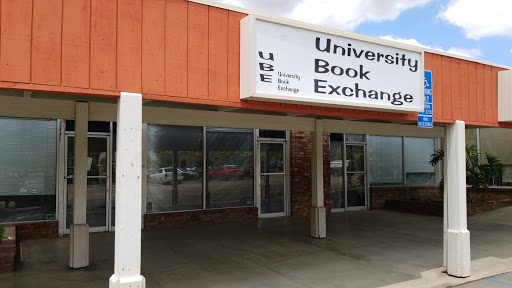 University
Book
Exchange
UBE
University
Book
Exchange